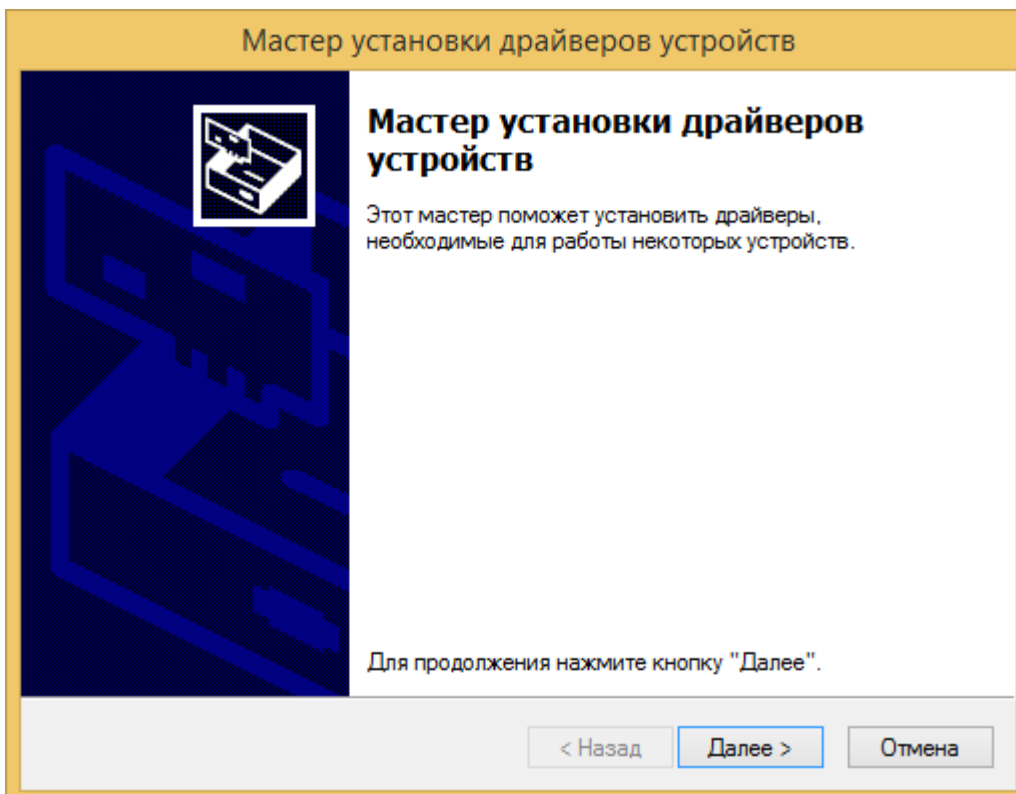 Мастер установки драйверов устройств
Мастер установки драйверов
устройств
Этот мастер поможет установить драйверы,
необходимые для работы некоторых устройств.
Для продолжения нажмите кнопку "Далее".
< Назад
Далее >
Отмена